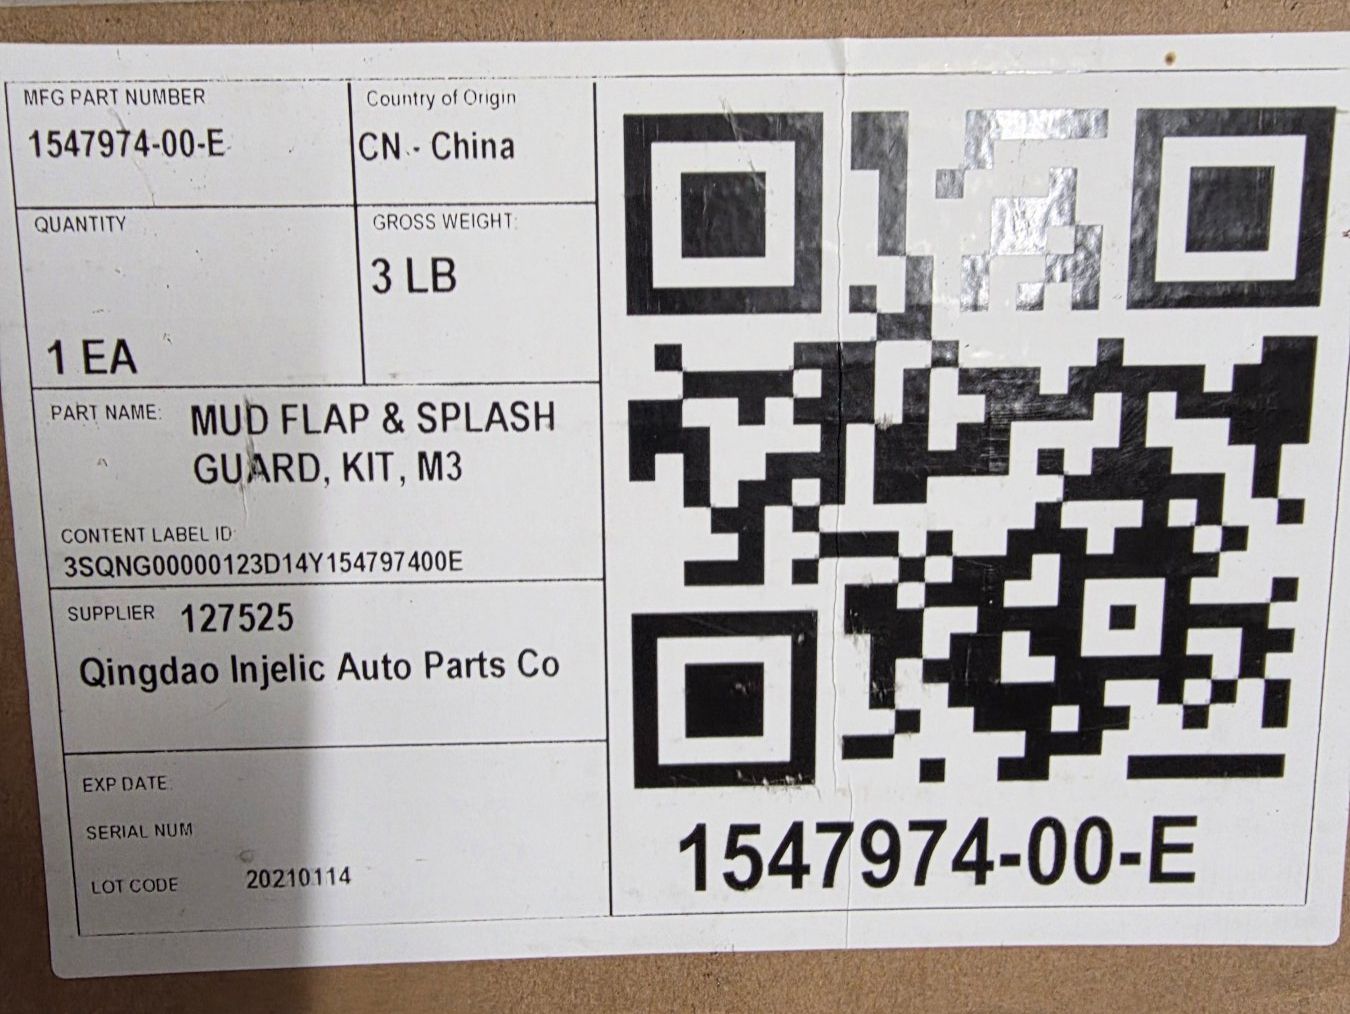 MFG PART NUMBER
1547974-00-E
Country of Origin
CN - China
QUANTITY
1 EA
GROSS WEIGHT:
3 LB
PART NAME: MUD FLAP & SPLASH
GUARD, KIT, M3
CONTENT LABEL ID:
3SQNG00000123D14Y154797400E
SUPPLIER 127525
Qingdao Injelic Auto Parts Co
EXP DATE:
SERIAL NUM
LOT CODE 20210114
1547974-00-E